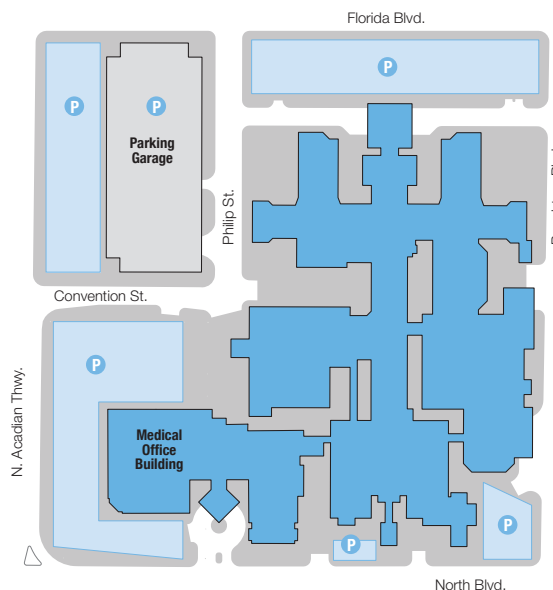 Florida Blvd.
P
P
P
Parking
Garage
Philip St.
Convention St.
P
N. Acadian Thwy.
Medical
Office
Building
P
P
North Blvd.